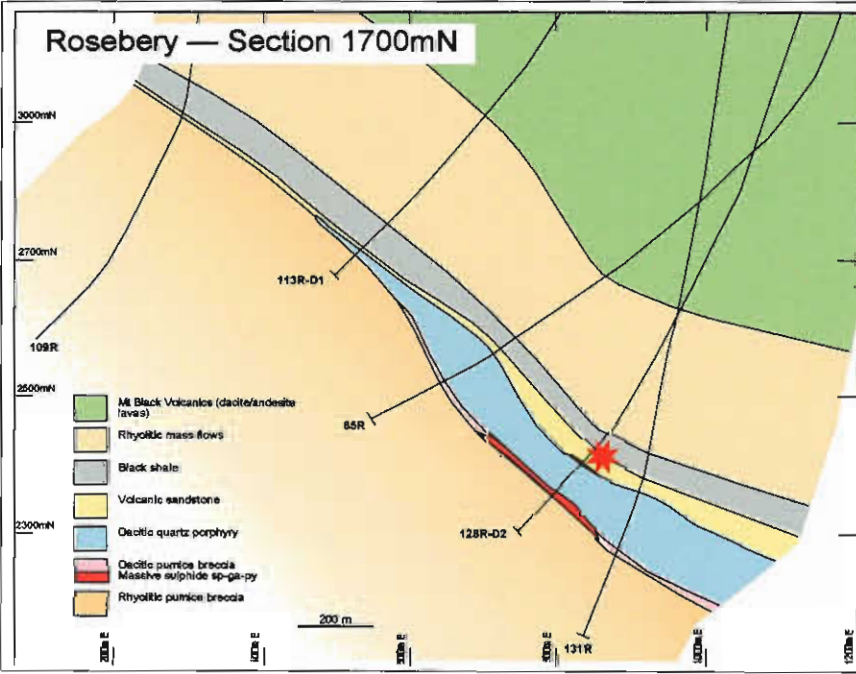 Rosebery — Section 1700mN
3000mN
2700mN
2500mN
2300mN
113R-D1
109R
65R
128R-D2
131R
Mt Black Volcanics (dacite/andesite
lavas)
Rhyolitic mass flows
Black shale
Volcanic sandstone
Dacitic quartz porphyry
Dacitic pumice breccia
Massive sulphide sp-ga-py
Rhyolitic pumice breccia
200 m